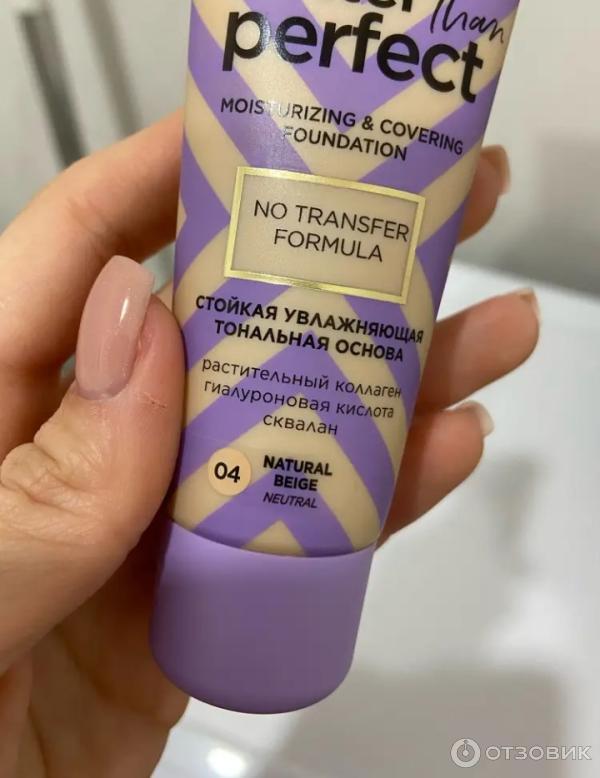 Than
perfect
MOISTURIZING & COVERING
FOUNDATION
NO TRANSFER
FORMULA
СТОЙКАЯ УВЛАЖНЯЮЩАЯ
ТОНАЛЬНАЯ ОСНОВА
растительный коллаген
гиалуроновая кислота
сквалан
04 NATURAL
BEIGE
NEUTRAL
ОТЗОВИК